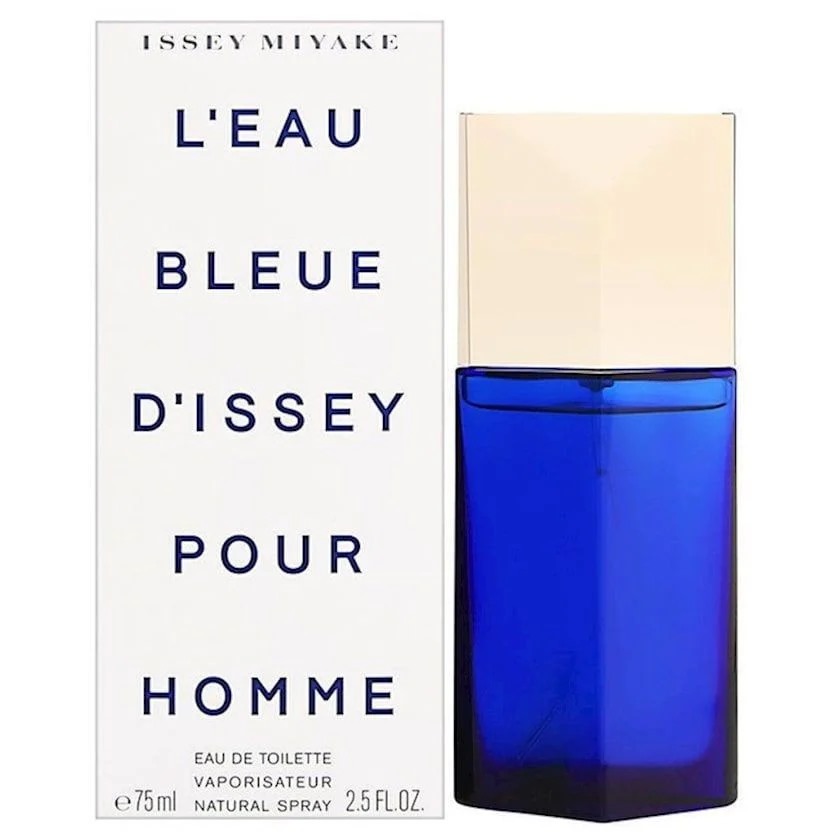 ISSEY MIYAKE
L'EAU
BLEUE
D'ISSEY
POUR
HOMME
EAU DE TOILETTE
VAPORISATEUR
℮75ml NATURAL SPRAY 2.5 FL.OZ.